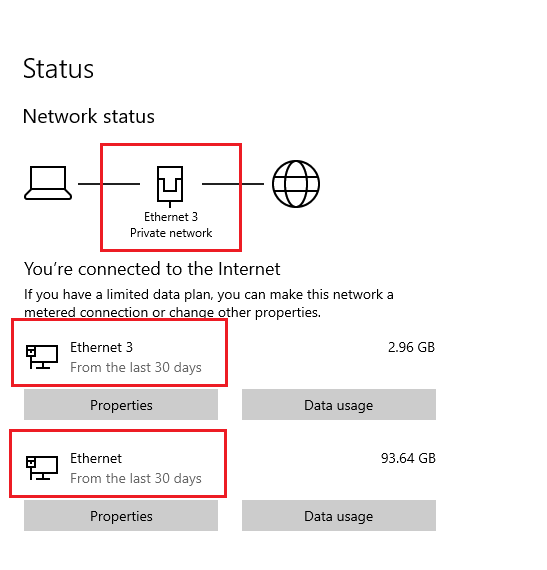 Status
Network status
Ethernet 3
Private network
You’re connected to the Internet
If you have a limited data plan, you can make this network a
metered connection or change other properties.
Ethernet 3
2.96 GB
From the last 30 days
Properties
Data usage
Ethernet
93.64 GB
From the last 30 days
Properties
Data usage